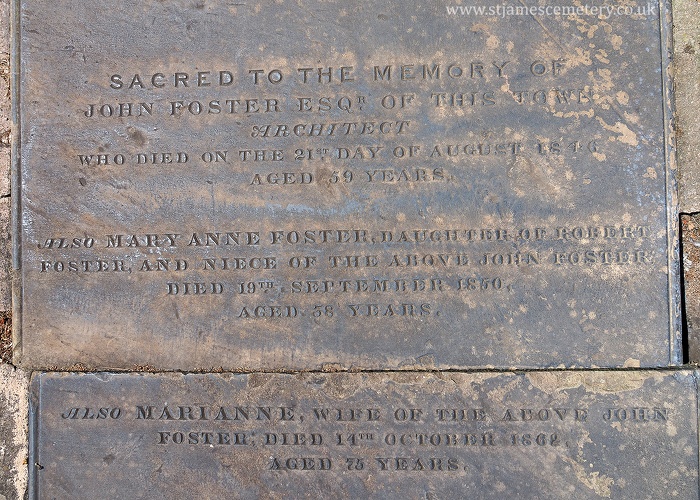 www.stjamescemetery.co.uk
SACRED TO THE MEMORY OF
JOHN FOSTER ESQR OF THIS TOWN
ARCHITECT
WHO DIED ON THE 21ST DAY OF AUGUST 1846
AGED 59 YEARS.
ALSO MARY ANNE FOSTER, DAUGHTER OF ROBERT
FOSTER, AND NIECE OF THE ABOVE JOHN FOSTER
DIED 19TH SEPTEMBER 1850,
AGED 38 YEARS.
ALSO MARIANNE, WIFE OF THE ABOVE JOHN
FOSTER, DIED 14TH OCTOBER 1862,
AGED 75 YEARS.